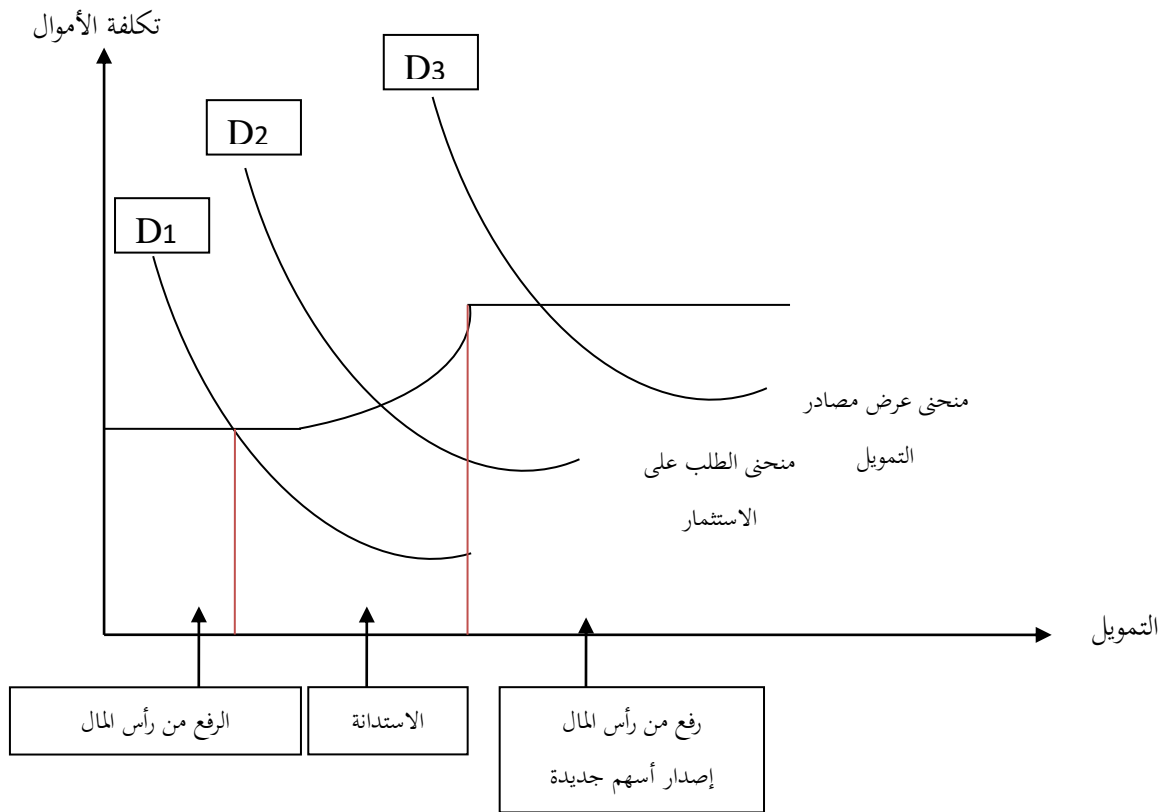 تكلفة الأموال
D3
D2
D1
منحنى عرض مصادر
التمويل
منحنى الطلب على
الاستثمار
التمويل
الرفع من رأس المال
الاستدانة
رفع من رأس المال
إصدار أسهم جديدة